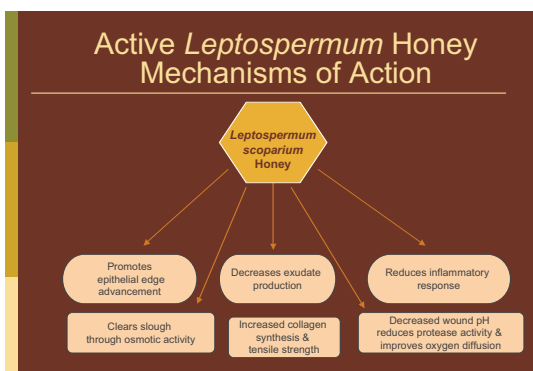 Active Leptospermum Honey
Mechanisms of Action
Leptospermum
scoparium
Honey
Promotes
epithelial edge
advancement
Decreases exudate
production
Reduces inflammatory
response
Clears slough
through osmotic activity
Increased collagen
synthesis &
tensile strength
Decreased wound pH
reduces protease activity &
improves oxygen diffusion